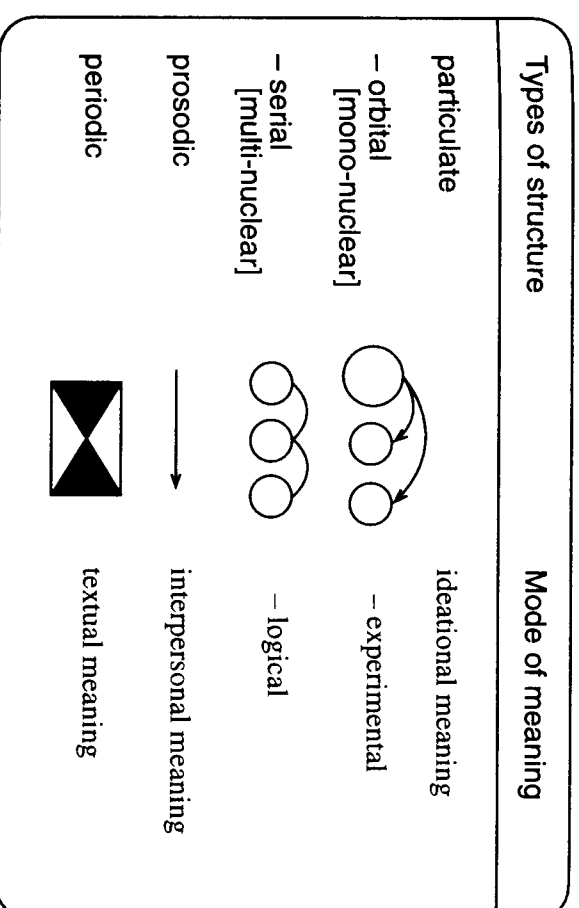 Types of structure Mode of meaning
particulate ideational meaning
– orbital – experimental
[mono-nuclear]
– serial – logical
[multi-nuclear]
prosodic interpersonal meaning
periodic textual meaning